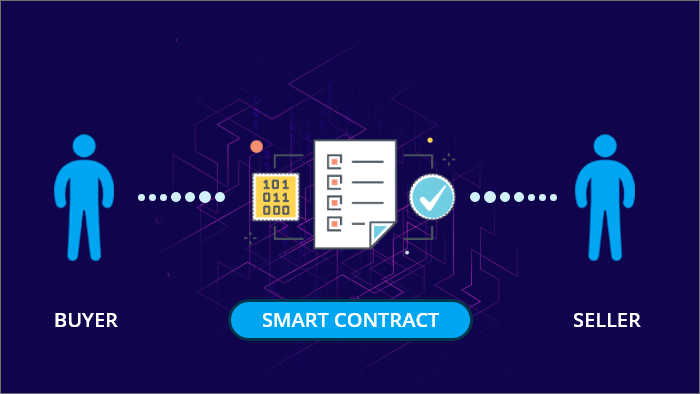 101
011
000
BUYER
SMART CONTRACT
SELLER